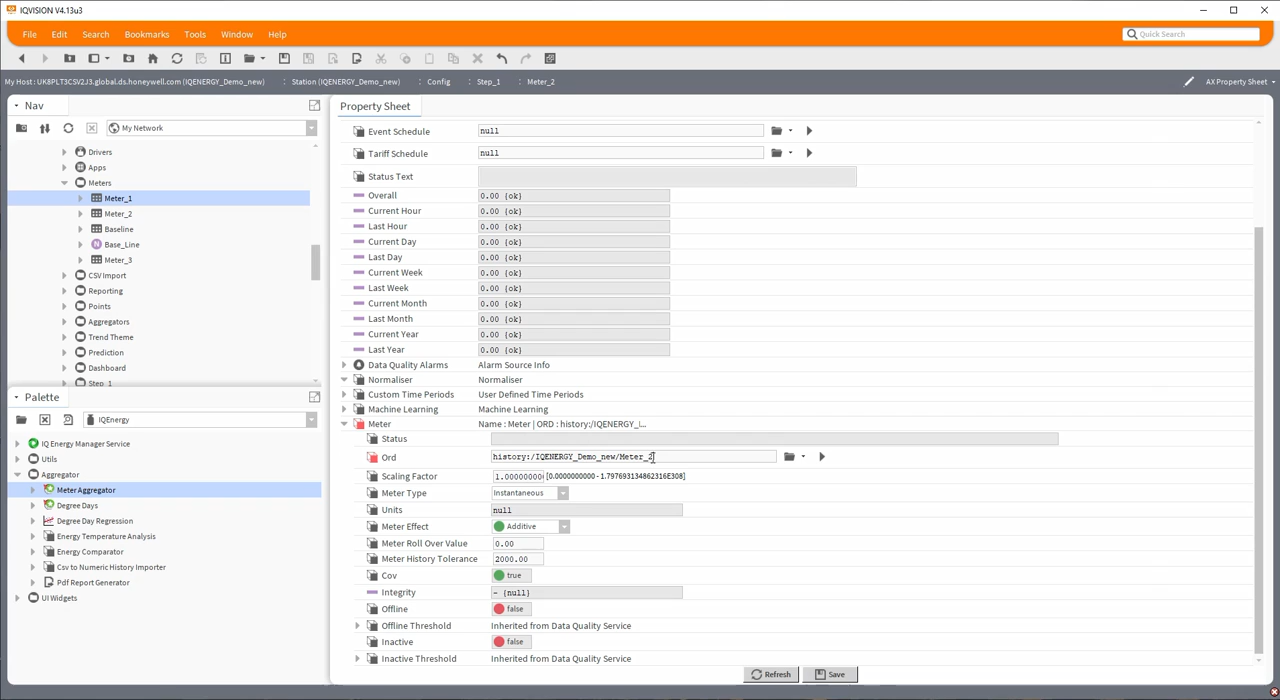 IQVISION V4.13u3
File Edit Search Bookmarks Tools Window Help
Quick Search
My Host : UK8PLT3CSV2J3.global.ds.honeywell.com (IQENERGY_Demo_new) Station (IQENERGY_Demo_new) Config Step_1 Meter_2 AX Property Sheet
Nav
My Network
Drivers
Apps
Meters
Meter_1
Meter_2
Baseline
N Base_Line
Meter_3
CSV Import
Reporting
Points
Aggregators
Trend Theme
Prediction
Dashboard
Step_1
Palette
IQEnergy
IQ Energy Manager Service
Utils
Aggregator
Meter Aggregator
Degree Days
Degree Day Regression
Energy Temperature Analysis
Energy Comparator
Csv to Numeric History Importer
Pdf Report Generator
UI Widgets
Property Sheet
Event Schedule null
Tariff Schedule null
Status Text
Overall 0.00 {ok}
Current Hour 0.00 {ok}
Last Hour 0.00 {ok}
Current Day 0.00 {ok}
Last Day 0.00 {ok}
Current Week 0.00 {ok}
Last Week 0.00 {ok}
Current Month 0.00 {ok}
Last Month 0.00 {ok}
Current Year 0.00 {ok}
Last Year 0.00 {ok}
Data Quality Alarms Alarm Source Info
Normaliser Normaliser
Custom Time Periods User Defined Time Periods
Machine Learning Machine Learning
Meter Name : Meter | ORD : history:/IQENERGY_I...
Status
Ord history:/IQENERGY_Demo_new/Meter_2
Scaling Factor 1.00000000 [0.0000000000 - 1.797693134862316E308]
Meter Type Instantaneous
Units null
Meter Effect Additive
Meter Roll Over Value 0.00
Meter History Tolerance 2000.00
Cov true
Integrity - {null}
Offline false
Offline Threshold Inherited from Data Quality Service
Inactive false
Inactive Threshold Inherited from Data Quality Service
Refresh Save